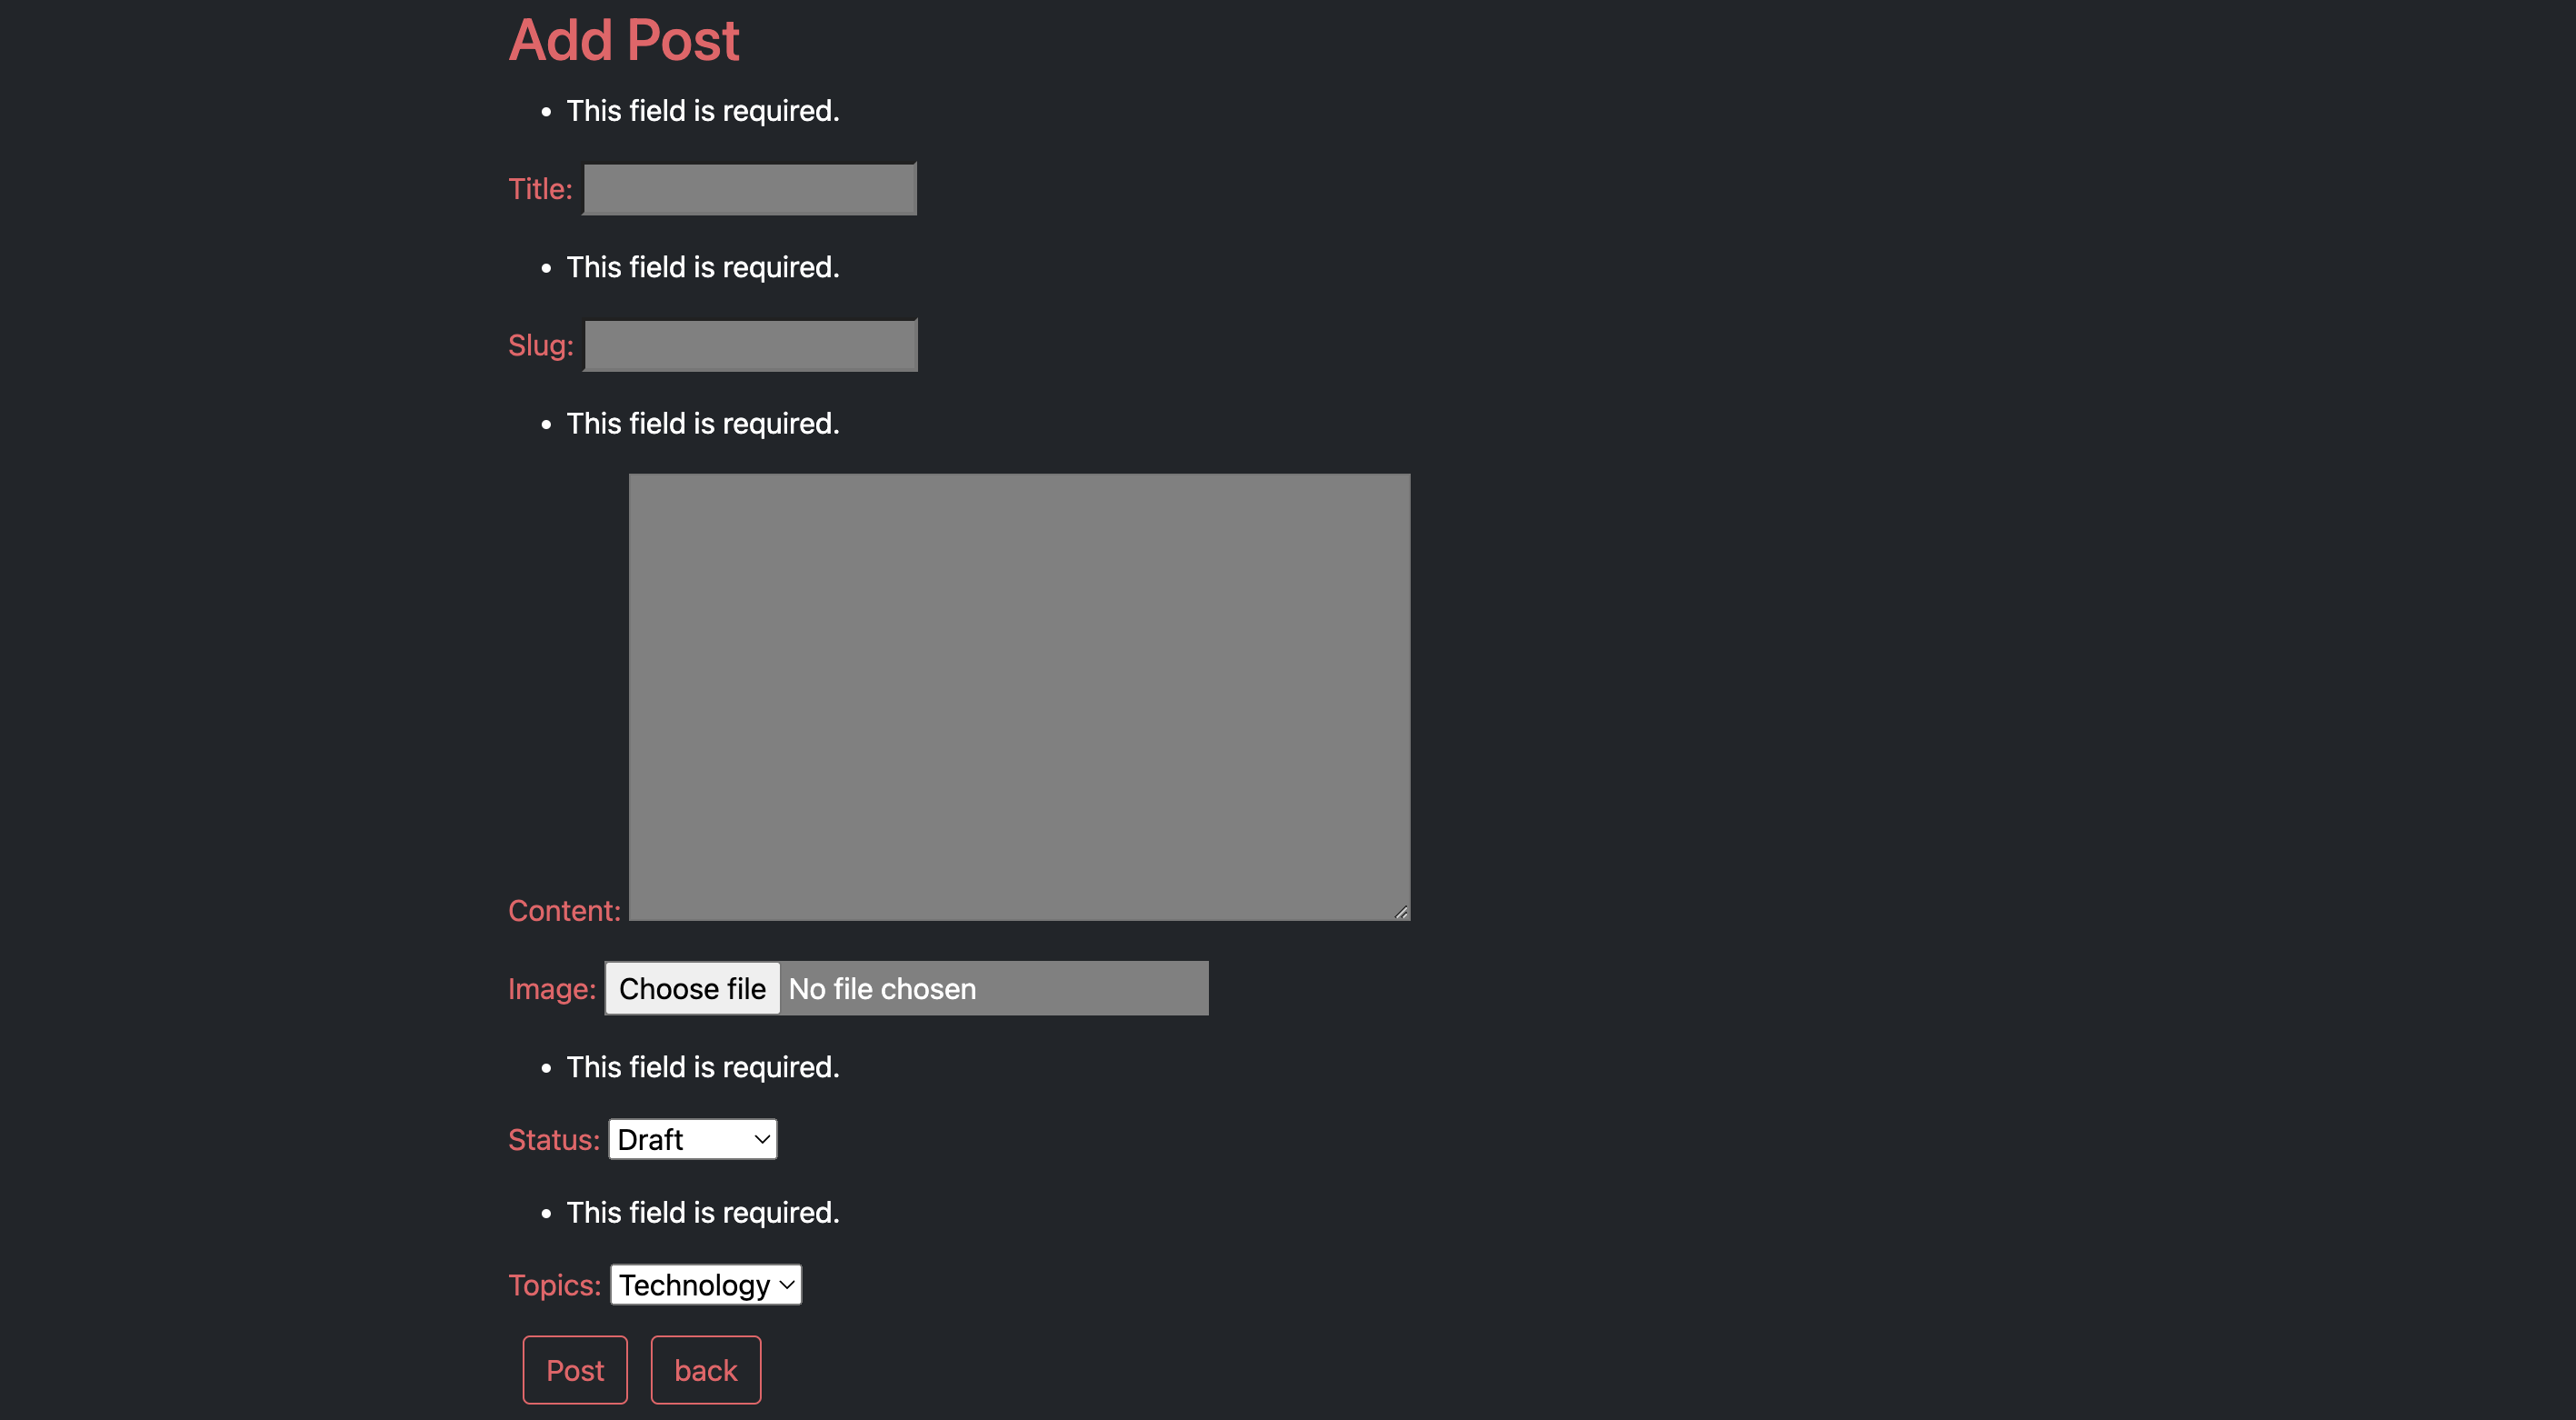 Add Post
• This field is required.
Title:
• This field is required.
Slug:
• This field is required.
Content:
Image: Choose file No file chosen
• This field is required.
Status: Draft
• This field is required.
Topics: Technology
Post back